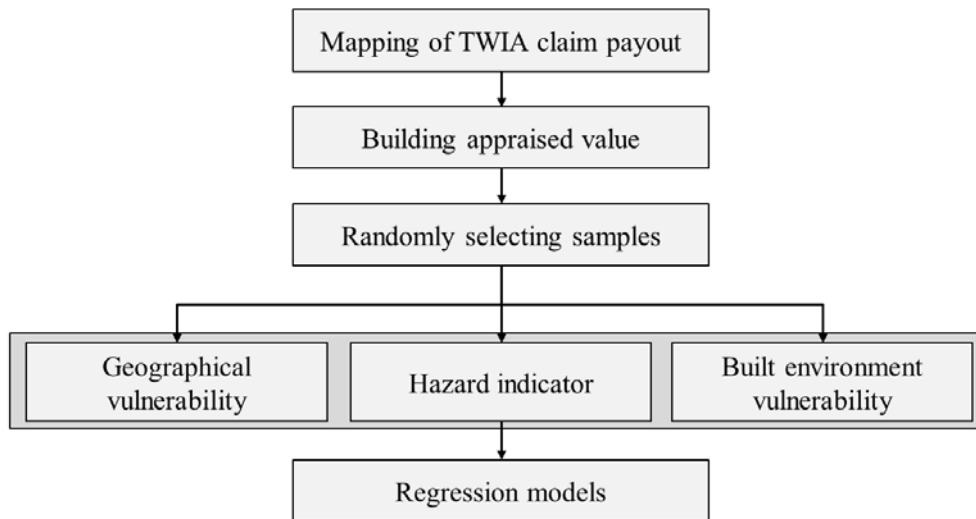 Mapping of TWIA claim payout
Building appraised value
Randomly selecting samples
Geographical
vulnerability
Hazard indicator
Built environment
vulnerability
Regression models